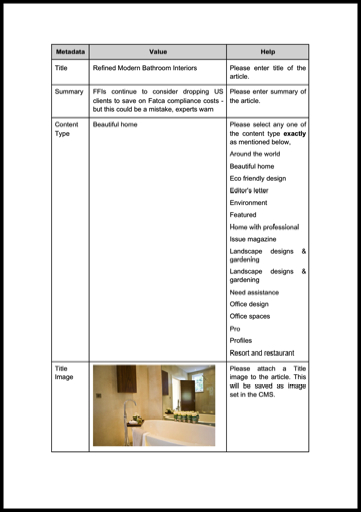 Metadata Value Help
Title Refined Modern Bathroom Interiors Please enter title of the
article.
Summary FFIs continue to consider dropping US Please enter summary of
clients to save on Fatca compliance costs - the article.
but this could be a mistake, experts warn
Content Beautiful home Please select any one of
Type the content type exactly
as mentioned below,
Around the world
Beautiful home
Eco friendly design
Editor's letter
Environment
Featured
Home with professional
Issue magazine
Landscape designs &
gardening
Landscape designs &
gardening
Need assistance
Office design
Office spaces
Pro
Profiles
Resort and restaurant
Title Please attach a Title
Image image to the article. This
will be saved as image
set in the CMS.